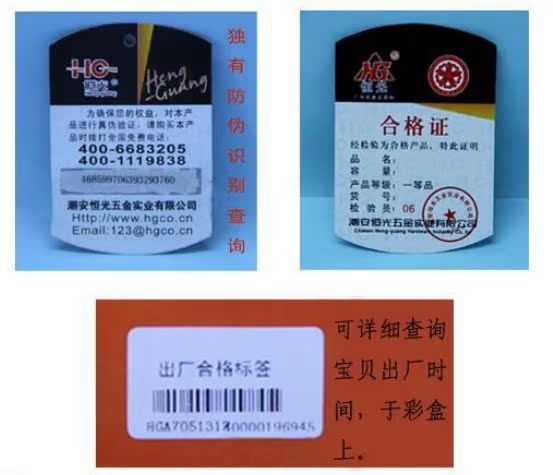 HG
恒光
Heng
-Guang
为确保您的权益，对本产
品进行真伪验证，请购买本产
品时拨打全国免费电话：
400-6683205
400-1119838
468599706393293760
潮安恒光五金实业有限公司
Http://www.hgco.cn
Email:123@hgco.cn
独有防伪识别查询
HG
恒光
合格证
经检验为合格产品，特此证明
品 名：
容 量：
产品等级：一等品
货 号：
检 验 员：06
潮安恒光五金实业有限公司
Chaoan Heng-guang Hardware Industry Co.
出厂合格标签
可详细查询
宝贝出厂时
间，于彩盒
上。